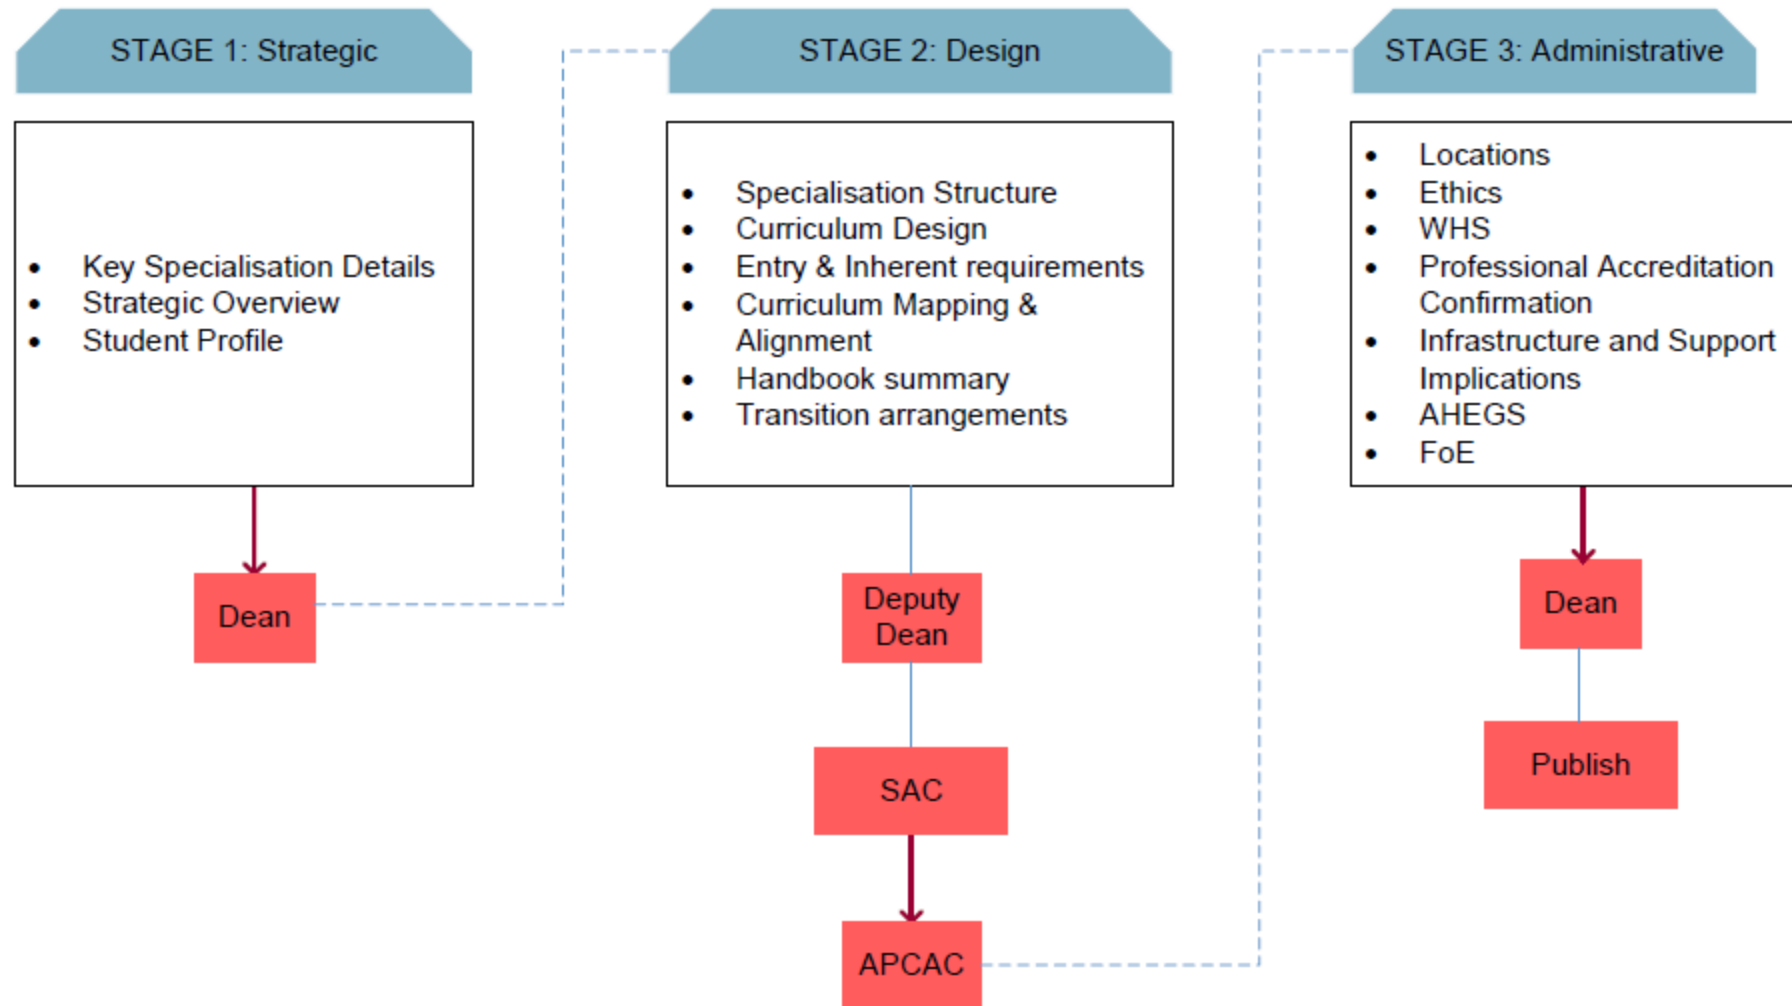 STAGE 1: Strategic
• Key Specialisation Details
• Strategic Overview
• Student Profile
Dean
STAGE 2: Design
• Specialisation Structure
• Curriculum Design
• Entry & Inherent requirements
• Curriculum Mapping &
Alignment
• Handbook summary
• Transition arrangements
Deputy
Dean
SAC
APCAC
STAGE 3: Administrative
• Locations
• Ethics
• WHS
• Professional Accreditation
Confirmation
• Infrastructure and Support
Implications
• AHEGS
• FoE
Dean
Publish